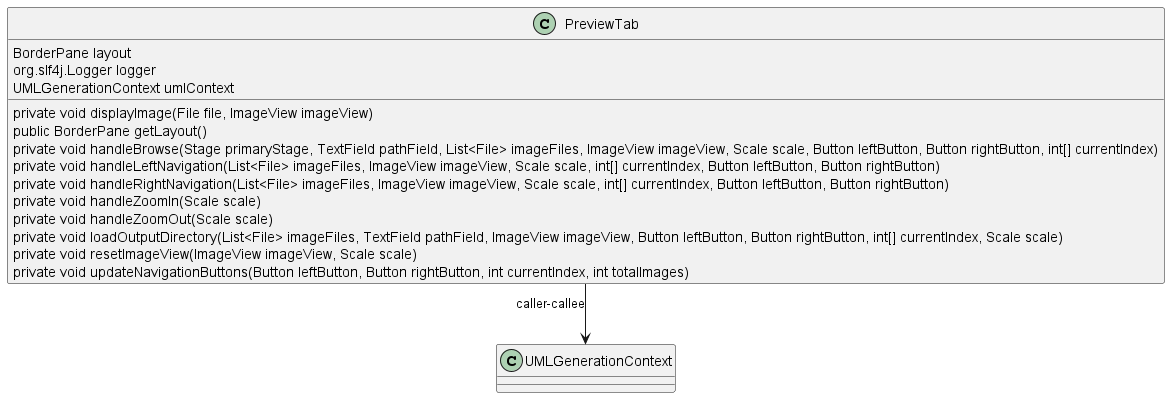 C PreviewTab
BorderPane layout
org.slf4j.Logger logger
UMLGenerationContext umlContext
private void displayImage(File file, ImageView imageView)
public BorderPane getLayout()
private void handleBrowse(Stage primaryStage, TextField pathField, List<File> imageFiles, ImageView imageView, Scale scale, Button leftButton, Button rightButton, int[] currentIndex)
private void handleLeftNavigation(List<File> imageFiles, ImageView imageView, Scale scale, int[] currentIndex, Button leftButton, Button rightButton)
private void handleRightNavigation(List<File> imageFiles, ImageView imageView, Scale scale, int[] currentIndex, Button leftButton, Button rightButton)
private void handleZoomIn(Scale scale)
private void handleZoomOut(Scale scale)
private void loadOutputDirectory(List<File> imageFiles, TextField pathField, ImageView imageView, Button leftButton, Button rightButton, int[] currentIndex, Scale scale)
private void resetImageView(ImageView imageView, Scale scale)
private void updateNavigationButtons(Button leftButton, Button rightButton, int currentIndex, int totalImages)
caller-callee
C UMLGenerationContext